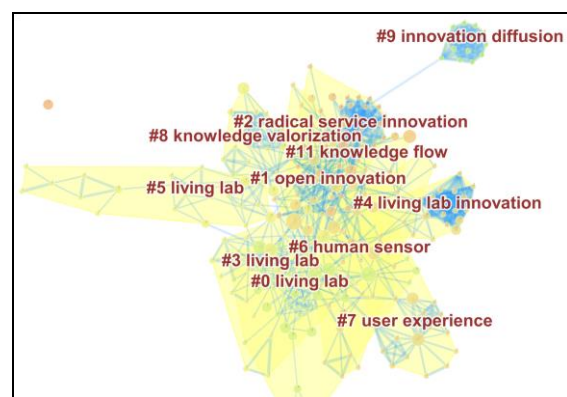 #9 innovation diffusion
#2 radical service innovation
#8 knowledge valorization
#11 knowledge flow
#1 open innovation
#5 living lab
#4 living lab innovation
#6 human sensor
#3 living lab
#0 living lab
#7 user experience